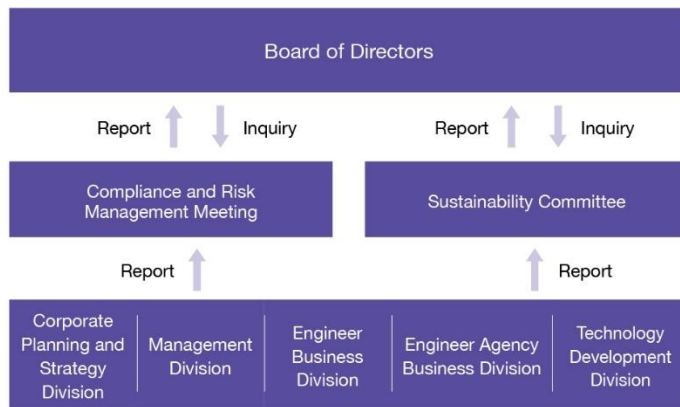 Board of Directors
Report
Inquiry
Report
Inquiry
Compliance and Risk
Management Meeting
Sustainability Committee
Report
Report
Corporate
Planning and
Strategy
Division
Management
Division
Engineer
Business
Division
Engineer Agency
Business Division
Technology
Development
Division